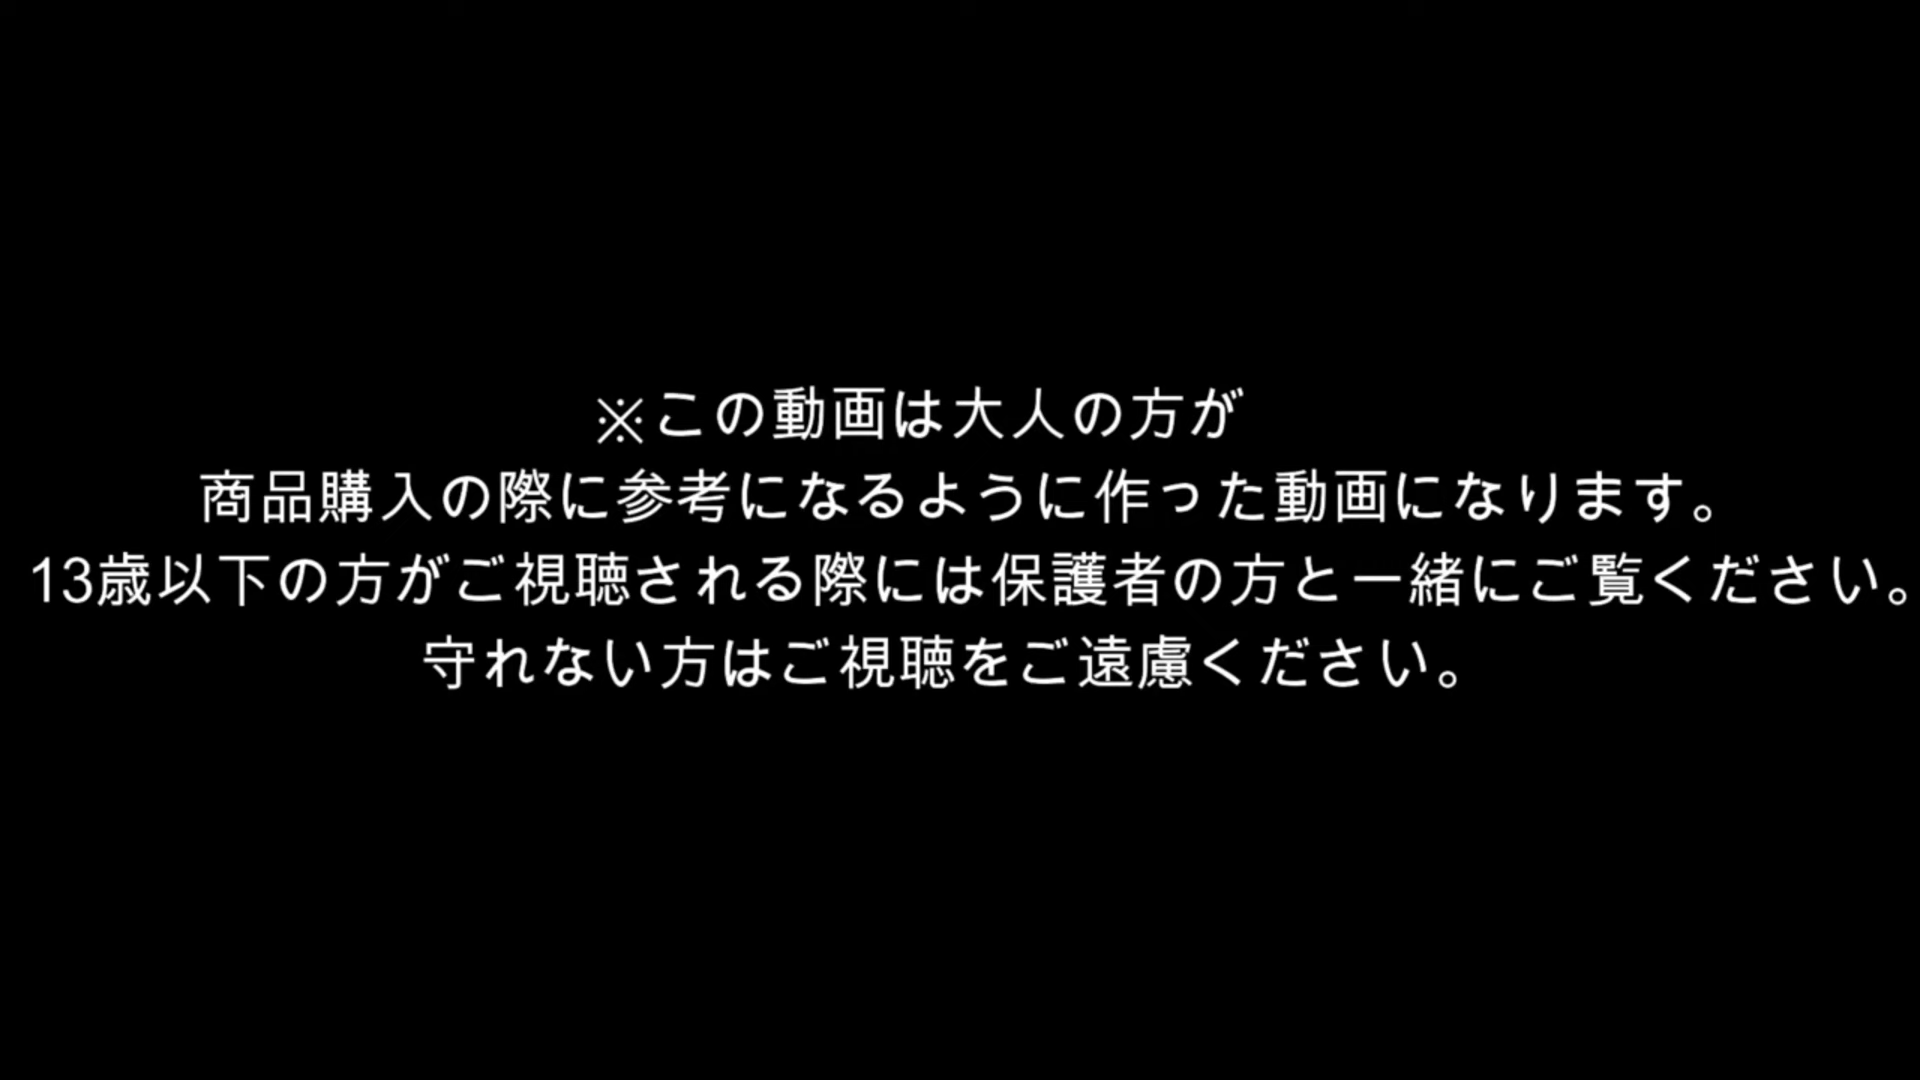 ※この動画は大人の方が
商品購入の際に参考になるように作った動画になります。
13歳以下の方がご視聴される際には保護者の方と一緒にご覧ください。
守れない方はご視聴をご遠慮ください。